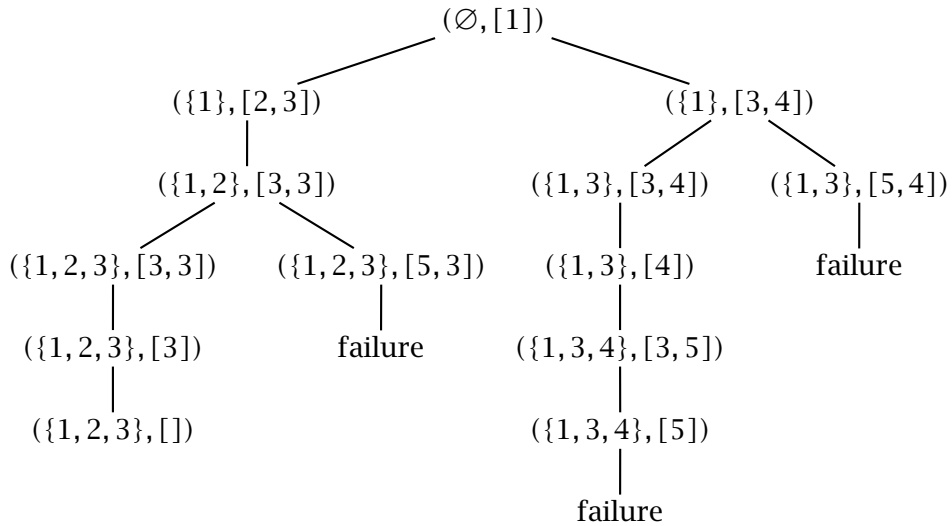 (∅, [1])
({1}, [2, 3]) ({1}, [3, 4])
({1, 2}, [3, 3]) ({1, 3}, [3, 4]) ({1, 3}, [5, 4])
({1, 2, 3}, [3, 3]) ({1, 2, 3}, [5, 3]) ({1, 3}, [4]) failure
({1, 2, 3}, [3]) failure ({1, 3, 4}, [3, 5])
({1, 2, 3}, []) ({1, 3, 4}, [5])
failure